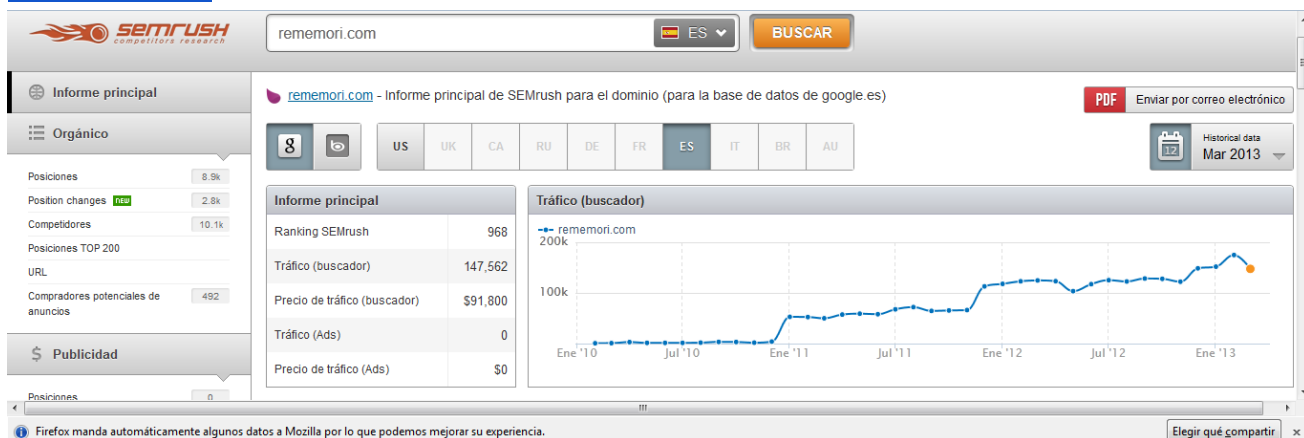 semrush
competitors research
rememori.com
ES
BUSCAR
Informe principal
Orgánico
Posiciones 8.9k
Position changes new 2.8k
Competidores 10.1k
Posiciones TOP 200
URL
Compradores potenciales de anuncios 492
$ Publicidad
Posiciones 0
rememori.com - Informe principal de SEMrush para el dominio (para la base de datos de google.es)
PDF Enviar por correo electrónico
g b US UK CA RU DE FR ES IT BR AU
12 Historical data
Mar 2013
Informe principal
Ranking SEMrush 968
Tráfico (buscador) 147,562
Precio de tráfico (buscador) $91,800
Tráfico (Ads) 0
Precio de tráfico (Ads) $0
Tráfico (buscador)
rememori.com
200k
100k
Ene '10 Jul '10 Ene '11 Jul '11 Ene '12 Jul '12 Ene '13
Firefox manda automáticamente algunos datos a Mozilla por lo que podemos mejorar su experiencia.
Elegir qué compartir x